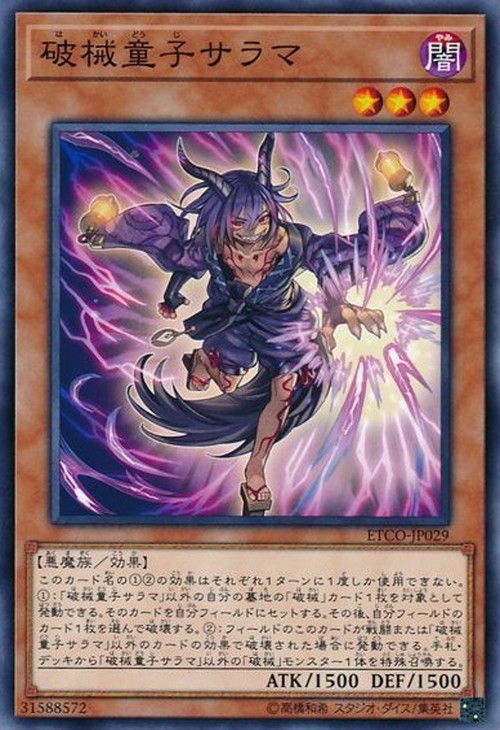 破械童子サラマ
闇
ETCO-JP029
【悪魔族／効果】
このカード名の①②の効果はそれぞれ1ターンに1度しか使用できない。
①：「破械童子サラマ」以外の自分の墓地の「破械」カード1枚を対象として
発動できる。そのカードを自分フィールドにセットする。その後、自分フィールド
のカード1枚を選んで破壊する。②：フィールドのこのカードが戦闘または「破械
童子サラマ」以外のカードの効果で破壊された場合に発動できる。手札・
デッキから「破械童子サラマ」以外の「破械」モンスター1体を特殊召喚する。
ATK/1500 DEF/1500
31588572
©高橋和希 スタジオ・ダイス/集英社